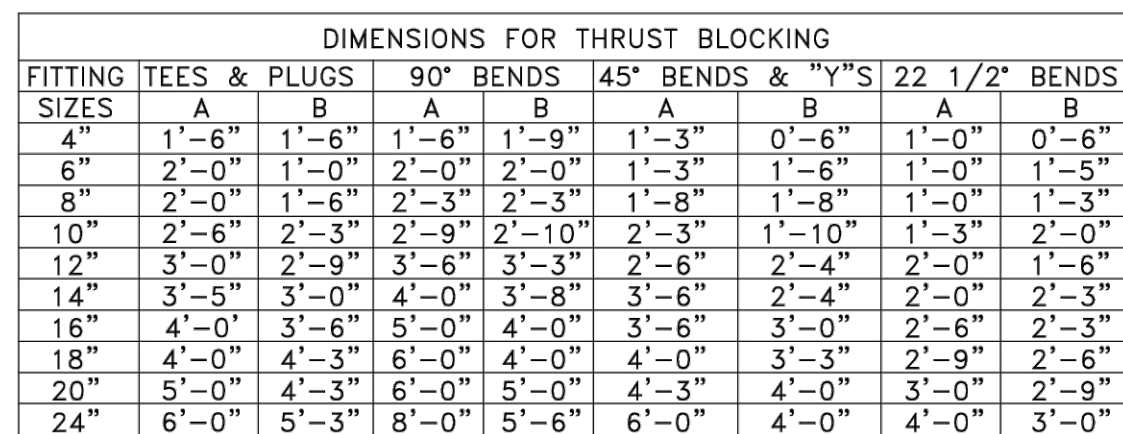 DIMENSIONS FOR THRUST BLOCKING
FITTING TEES & PLUGS 90° BENDS 45° BENDS & "Y"S 22 1/2° BENDS
SIZES A B A B A B A B
4" 1'-6" 1'-6" 1'-6" 1'-9" 1'-3" 0'-6" 1'-0" 0'-6"
6" 2'-0" 1'-0" 2'-0" 2'-0" 1'-3" 1'-6" 1'-0" 1'-5"
8" 2'-0" 1'-6" 2'-3" 2'-3" 1'-8" 1'-8" 1'-0" 1'-3"
10" 2'-6" 2'-3" 2'-9" 2'-10" 2'-3" 1'-10" 1'-3" 2'-0"
12" 3'-0" 2'-9" 3'-6" 3'-3" 2'-6" 2'-4" 2'-0" 1'-6"
14" 3'-5" 3'-0" 4'-0" 3'-8" 3'-6" 2'-4" 2'-0" 2'-3"
16" 4'-0' 3'-6" 5'-0" 4'-0" 3'-6" 3'-0" 2'-6" 2'-3"
18" 4'-0" 4'-3" 6'-0" 4'-0" 4'-0" 3'-3" 2'-9" 2'-6"
20" 5'-0" 4'-3" 6'-0" 5'-0" 4'-3" 4'-0" 3'-0" 2'-9"
24" 6'-0" 5'-3" 8'-0" 5'-6" 6'-0" 4'-0" 4'-0" 3'-0"